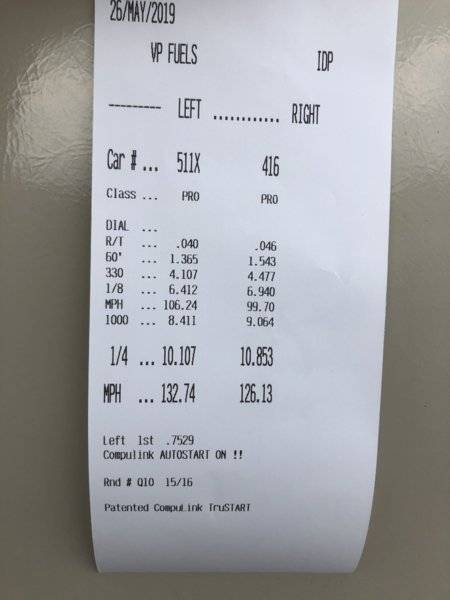 26/MAY/2019
VP FUELS IDP
--------- LEFT ............ RIGHT
Car # ... 511X 416
Class ... PRO PRO
DIAL ...
R/T ... .040 .046
60' ... 1.365 1.543
330 ... 4.107 4.477
1/8 ... 6.412 6.940
MPH ... 106.24 99.70
1000 ... 8.411 9.064
1/4 ... 10.107 10.853
MPH ... 132.74 126.13
Left 1st .7529
Compulink AUTOSTART ON !!
Rnd # Q10 15/16
Patented CompuLink TruSTART